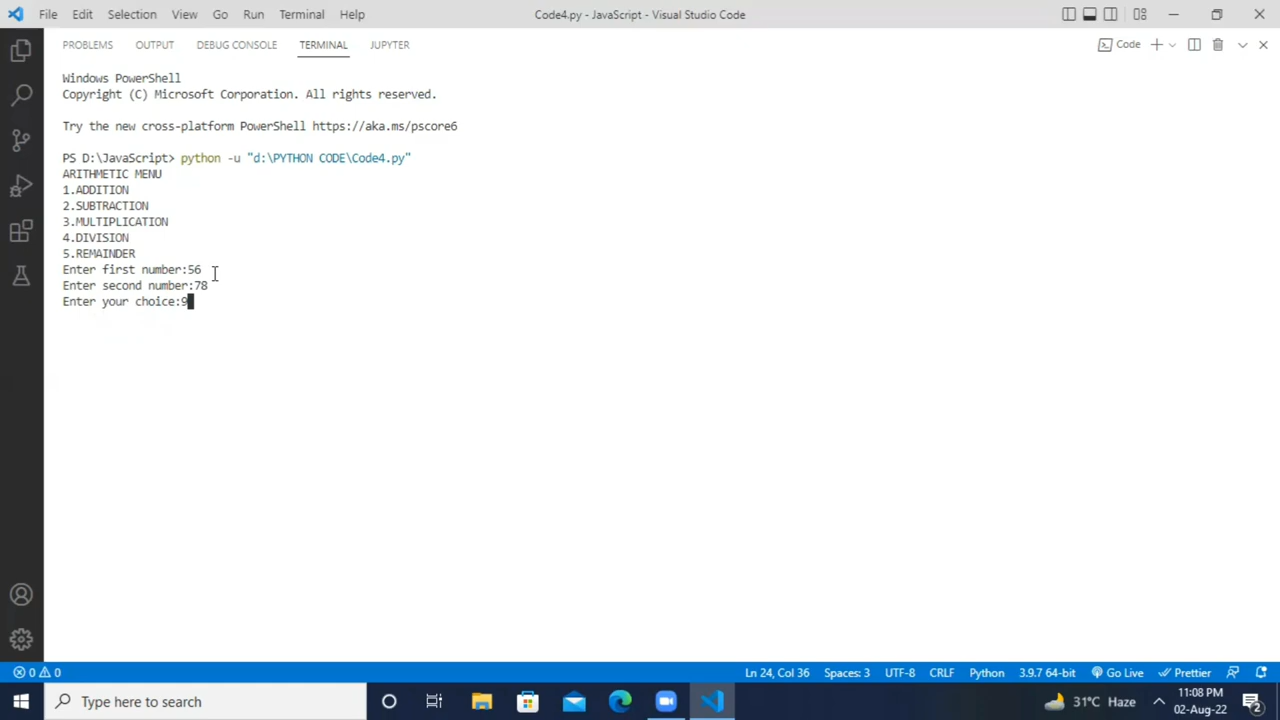 File Edit Selection View Go Run Terminal Help Code4.py - JavaScript - Visual Studio Code
PROBLEMS OUTPUT DEBUG CONSOLE TERMINAL JUPYTER Code
Windows PowerShell
Copyright (C) Microsoft Corporation. All rights reserved.
Try the new cross-platform PowerShell https://aka.ms/pscore6
PS D:\JavaScript> python -u "d:\PYTHON CODE\Code4.py"
ARITHMETIC MENU
1.ADDITION
2.SUBTRACTION
3.MULTIPLICATION
4.DIVISION
5.REMAINDER
Enter first number:56
Enter second number:78
Enter your choice:9
0 0 Ln 24, Col 36 Spaces: 3 UTF-8 CRLF Python 3.9.7 64-bit Go Live Prettier
Type here to search 31°C Haze 11:08 PM
02-Aug-22 2